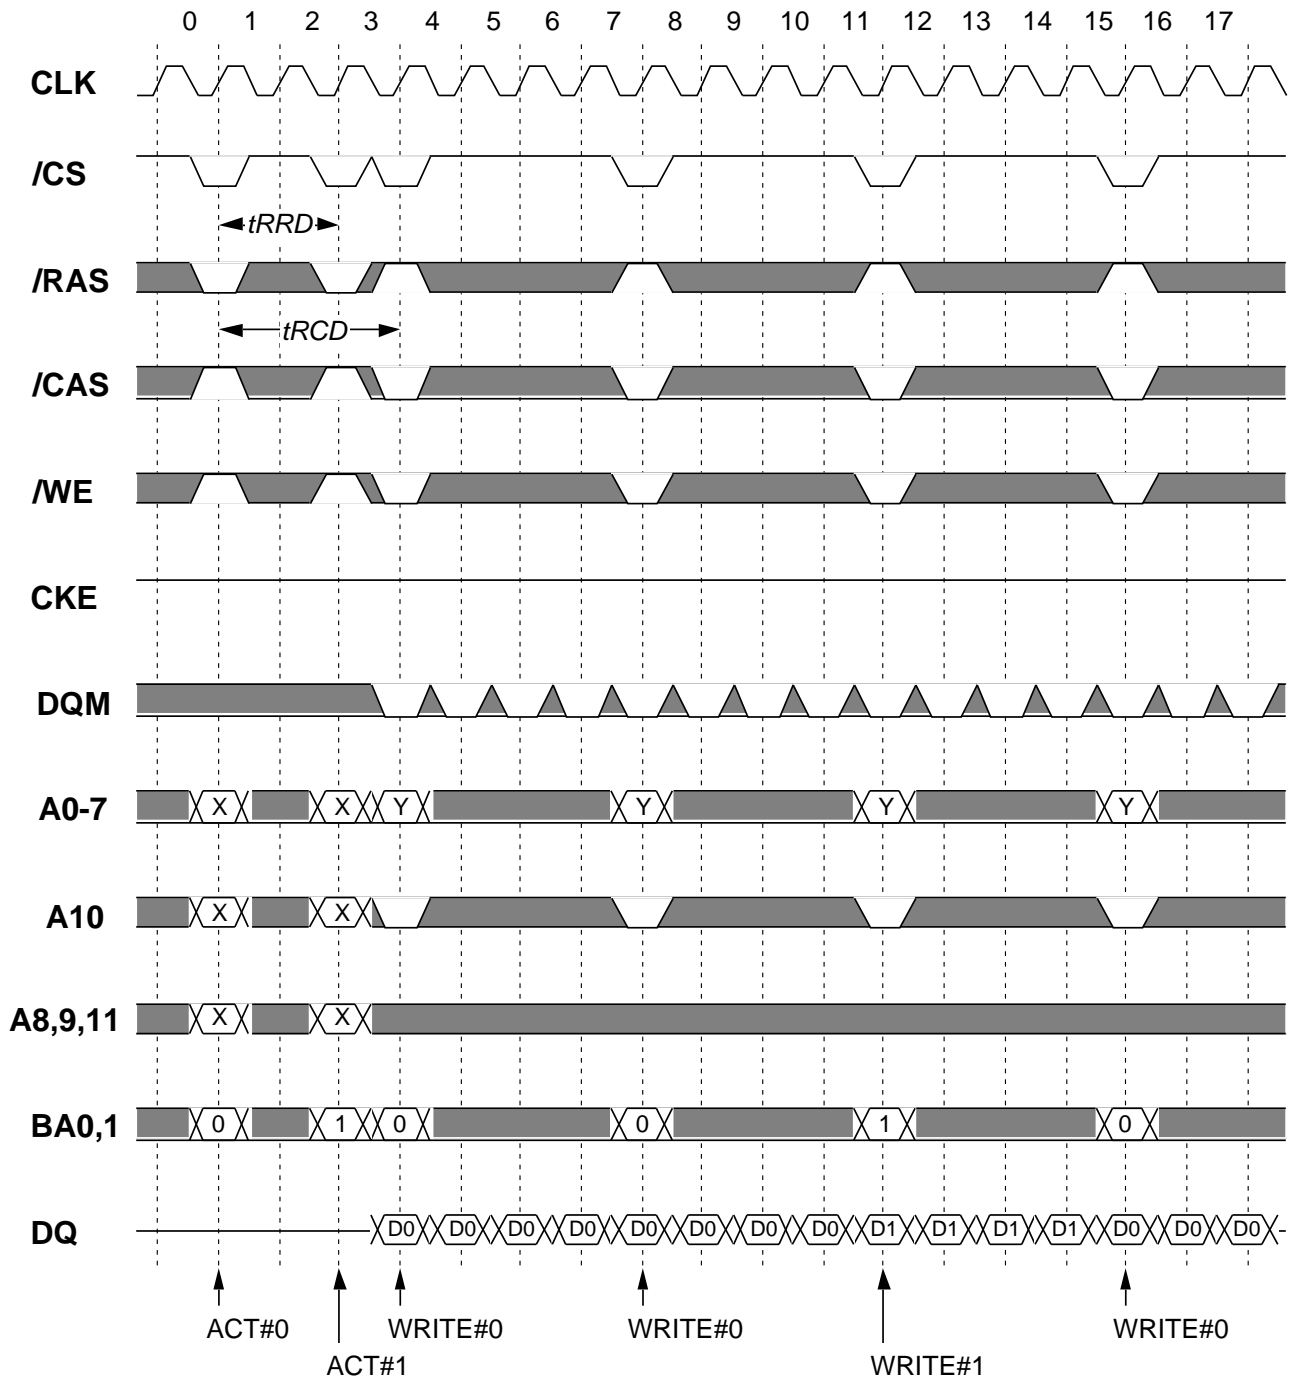 0 1 2 3 4 5 6 7 8 9 10 11 12 13 14 15 16 17
CLK
/CS
tRRD
/RAS
tRCD
/CAS
/WE
CKE
DQM
A0-7 X X Y Y Y Y
A10 X X
A8,9,11 X X
BA0,1 0 1 0 0 1 0
DQ D0 D0 D0 D0 D0 D0 D0 D0 D1 D1 D1 D1 D0 D0 D0
ACT#0 WRITE#0 WRITE#0 WRITE#0
ACT#1 WRITE#1